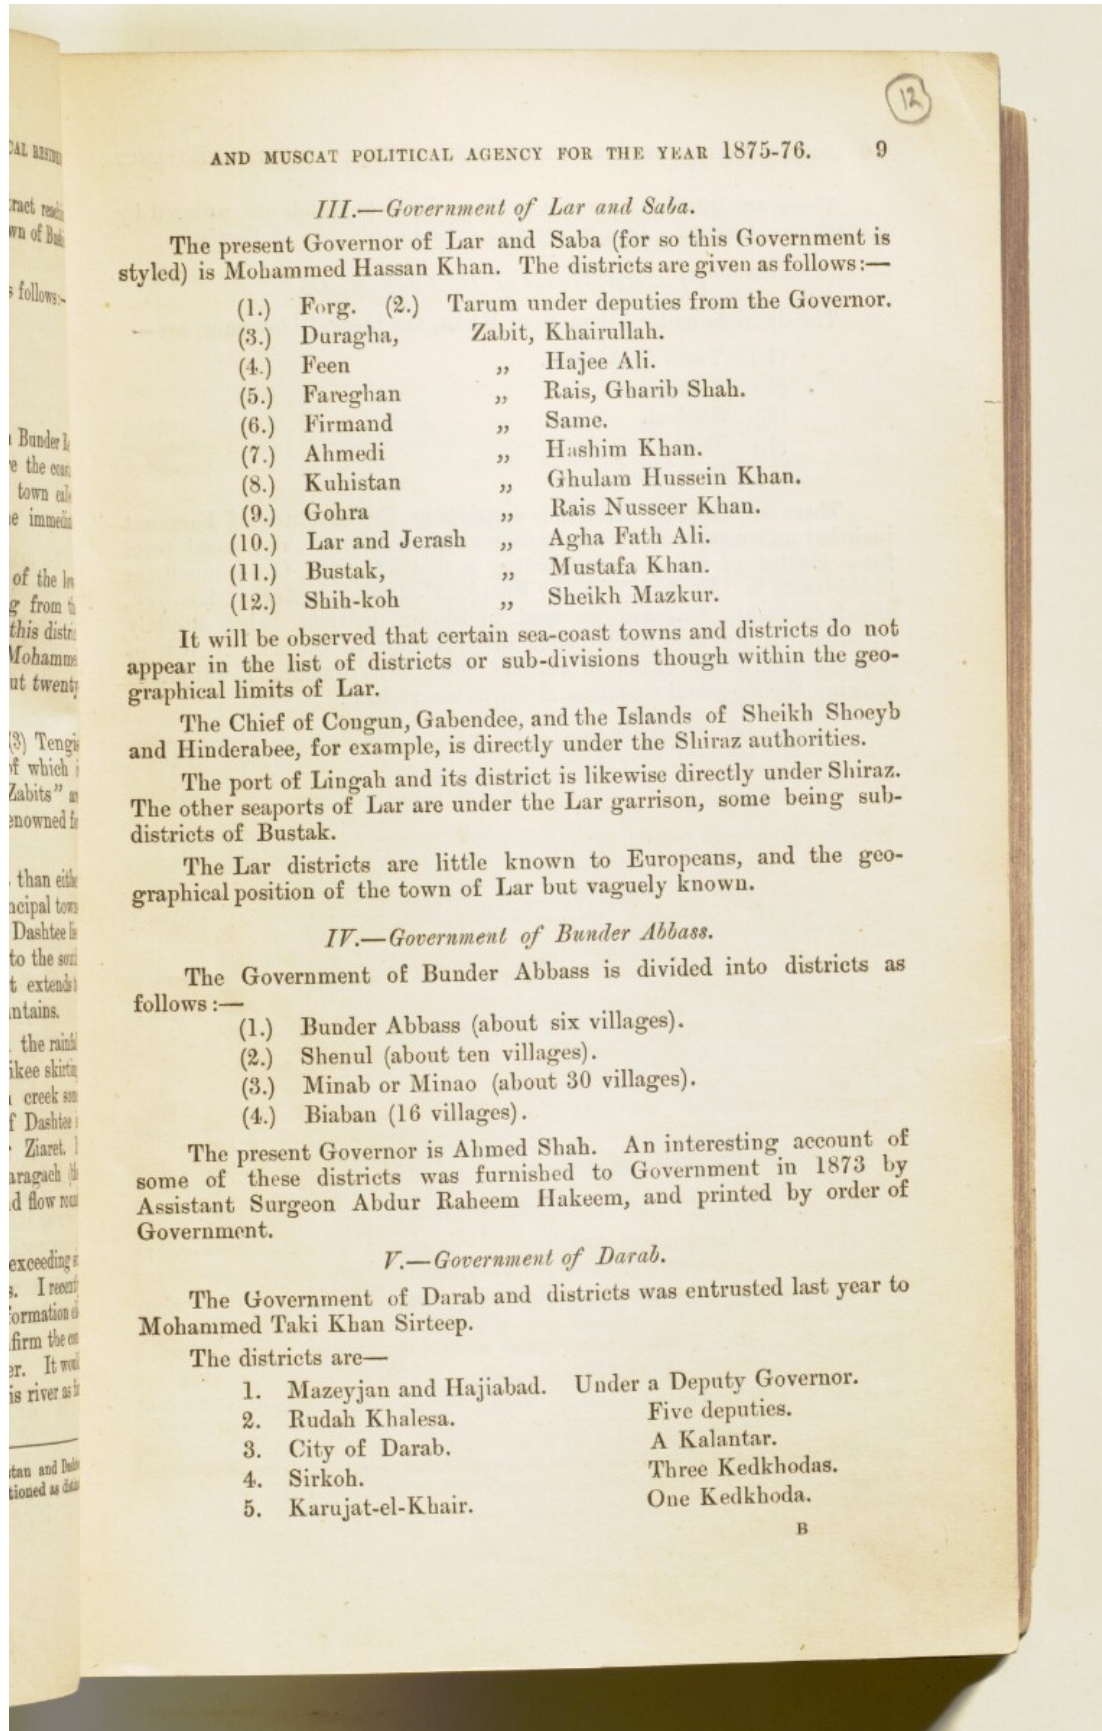 12
AND MUSCAT POLITICAL AGENCY FOR THE YEAR 1875-76. 9
III.—Government of Lar and Saba.
The present Governor of Lar and Saba (for so this Government is
styled) is Mohammed Hassan Khan. The districts are given as follows:—
(1.) Forg. (2.) Tarum under deputies from the Governor.
(3.) Duragha, Zabit, Khairullah.
(4.) Feen ,, Hajee Ali.
(5.) Fareghan ,, Rais, Gharib Shah.
(6.) Firmand ,, Same.
(7.) Ahmedi ,, Hashim Khan.
(8.) Kuhistan ,, Ghulam Hussein Khan.
(9.) Gohra ,, Rais Nusseer Khan.
(10.) Lar and Jerash ,, Agha Fath Ali.
(11.) Bustak, ,, Mustafa Khan.
(12.) Shih-koh ,, Sheikh Mazkur.
It will be observed that certain sea-coast towns and districts do not
appear in the list of districts or sub-divisions though within the geo-
graphical limits of Lar.
The Chief of Congun, Gabendee, and the Islands of Sheikh Shoeyb
and Hinderabee, for example, is directly under the Shiraz authorities.
The port of Lingah and its district is likewise directly under Shiraz.
The other seaports of Lar are under the Lar garrison, some being sub-
districts of Bustak.
The Lar districts are little known to Europeans, and the geo-
graphical position of the town of Lar but vaguely known.
IV.—Government of Bunder Abbass.
The Government of Bunder Abbass is divided into districts as
follows:—
(1.) Bunder Abbass (about six villages).
(2.) Shenul (about ten villages).
(3.) Minab or Minao (about 30 villages).
(4.) Biaban (16 villages).
The present Governor is Ahmed Shah. An interesting account of
some of these districts was furnished to Government in 1873 by
Assistant Surgeon Abdur Raheem Hakeem, and printed by order of
Government.
V.—Government of Darab.
The Government of Darab and districts was entrusted last year to
Mohammed Taki Khan Sirteep.
The districts are—
1. Mazeyjan and Hajiabad. Under a Deputy Governor.
2. Rudah Khalesa. Five deputies.
3. City of Darab. A Kalantar.
4. Sirkoh. Three Kedkhodas.
5. Karujat-el-Khair. One Kedkhoda.
B